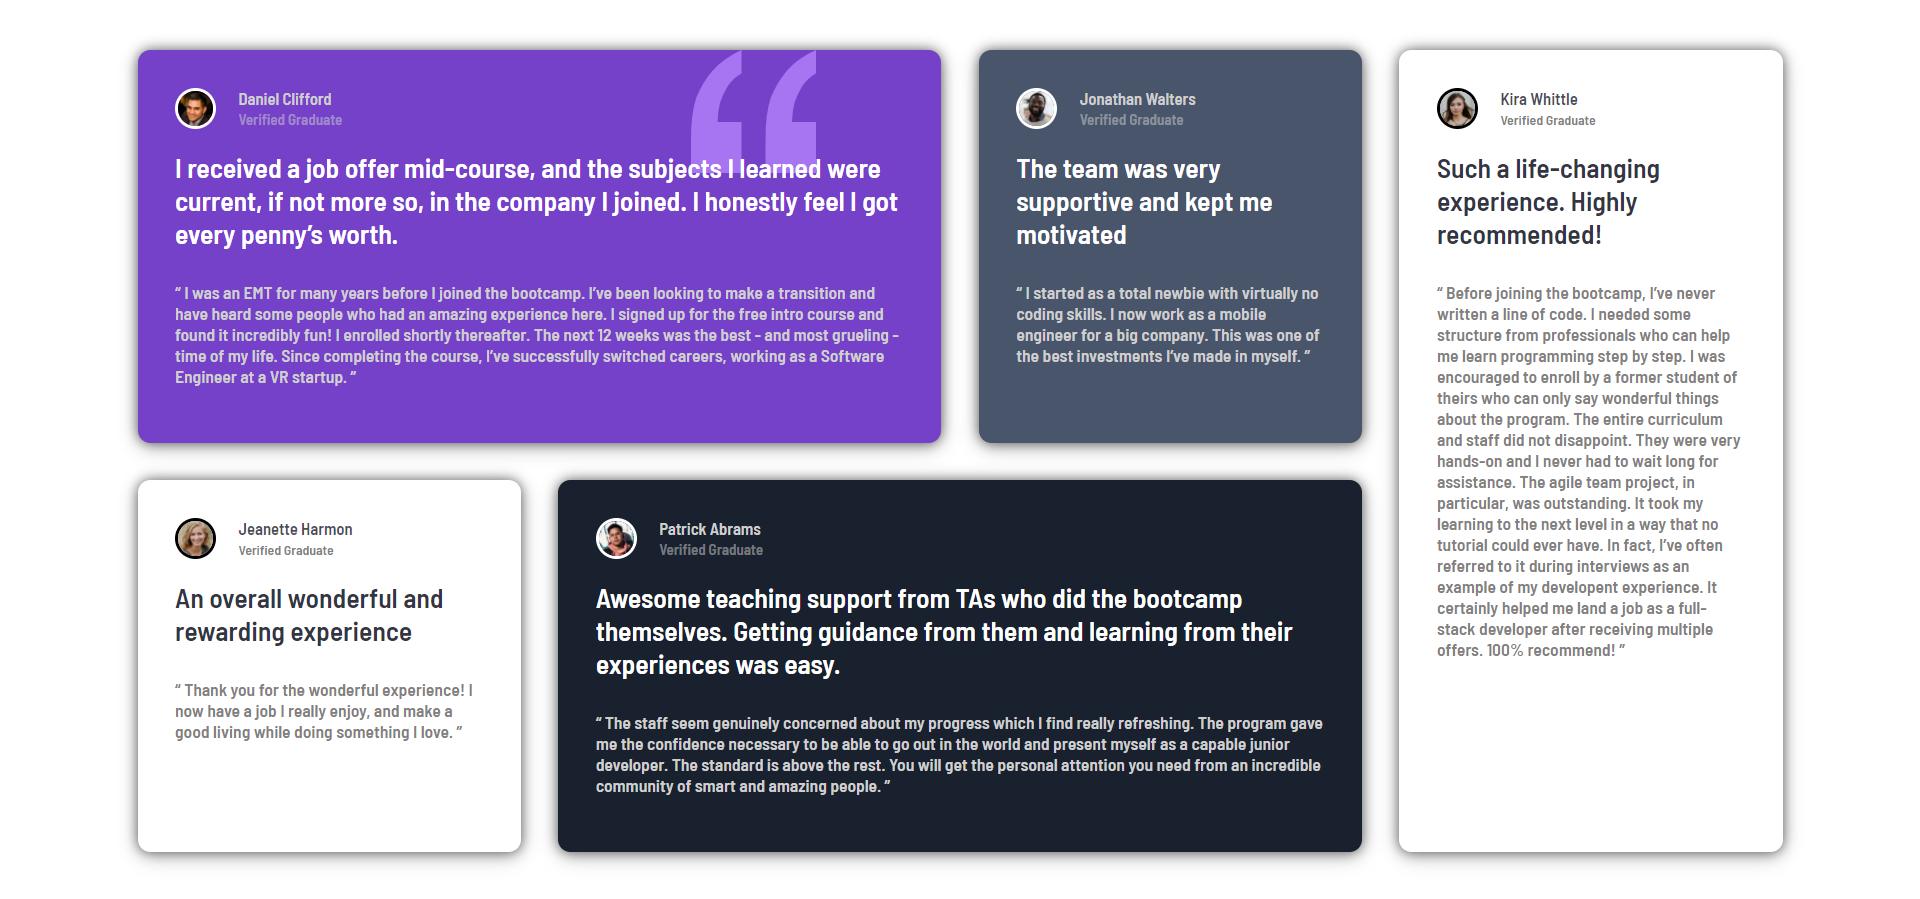 Daniel Clifford
Verified Graduate
I received a job offer mid-course, and the subjects I learned were
current, if not more so, in the company I joined. I honestly feel I got
every penny’s worth.
“ I was an EMT for many years before I joined the bootcamp. I’ve been looking to make a transition and
have heard some people who had an amazing experience here. I signed up for the free intro course and
found it incredibly fun! I enrolled shortly thereafter. The next 12 weeks was the best - and most grueling -
time of my life. Since completing the course, I’ve successfully switched careers, working as a Software
Engineer at a VR startup. ”
Jonathan Walters
Verified Graduate
The team was very
supportive and kept me
motivated
“ I started as a total newbie with virtually no
coding skills. I now work as a mobile
engineer for a big company. This was one of
the best investments I’ve made in myself. ”
Kira Whittle
Verified Graduate
Such a life-changing
experience. Highly
recommended!
“ Before joining the bootcamp, I’ve never
written a line of code. I needed some
structure from professionals who can help
me learn programming step by step. I was
encouraged to enroll by a former student of
theirs who can only say wonderful things
about the program. The entire curriculum
and staff did not disappoint. They were very
hands-on and I never had to wait long for
assistance. The agile team project, in
particular, was outstanding. It took my
learning to the next level in a way that no
tutorial could ever have. In fact, I’ve often
referred to it during interviews as an
example of my developent experience. It
certainly helped me land a job as a full-
stack developer after receiving multiple
offers. 100% recommend! ”
Jeanette Harmon
Verified Graduate
An overall wonderful and
rewarding experience
“ Thank you for the wonderful experience! I
now have a job I really enjoy, and make a
good living while doing something I love. ”
Patrick Abrams
Verified Graduate
Awesome teaching support from TAs who did the bootcamp
themselves. Getting guidance from them and learning from their
experiences was easy.
“ The staff seem genuinely concerned about my progress which I find really refreshing. The program gave
me the confidence necessary to be able to go out in the world and present myself as a capable junior
developer. The standard is above the rest. You will get the personal attention you need from an incredible
community of smart and amazing people. ”